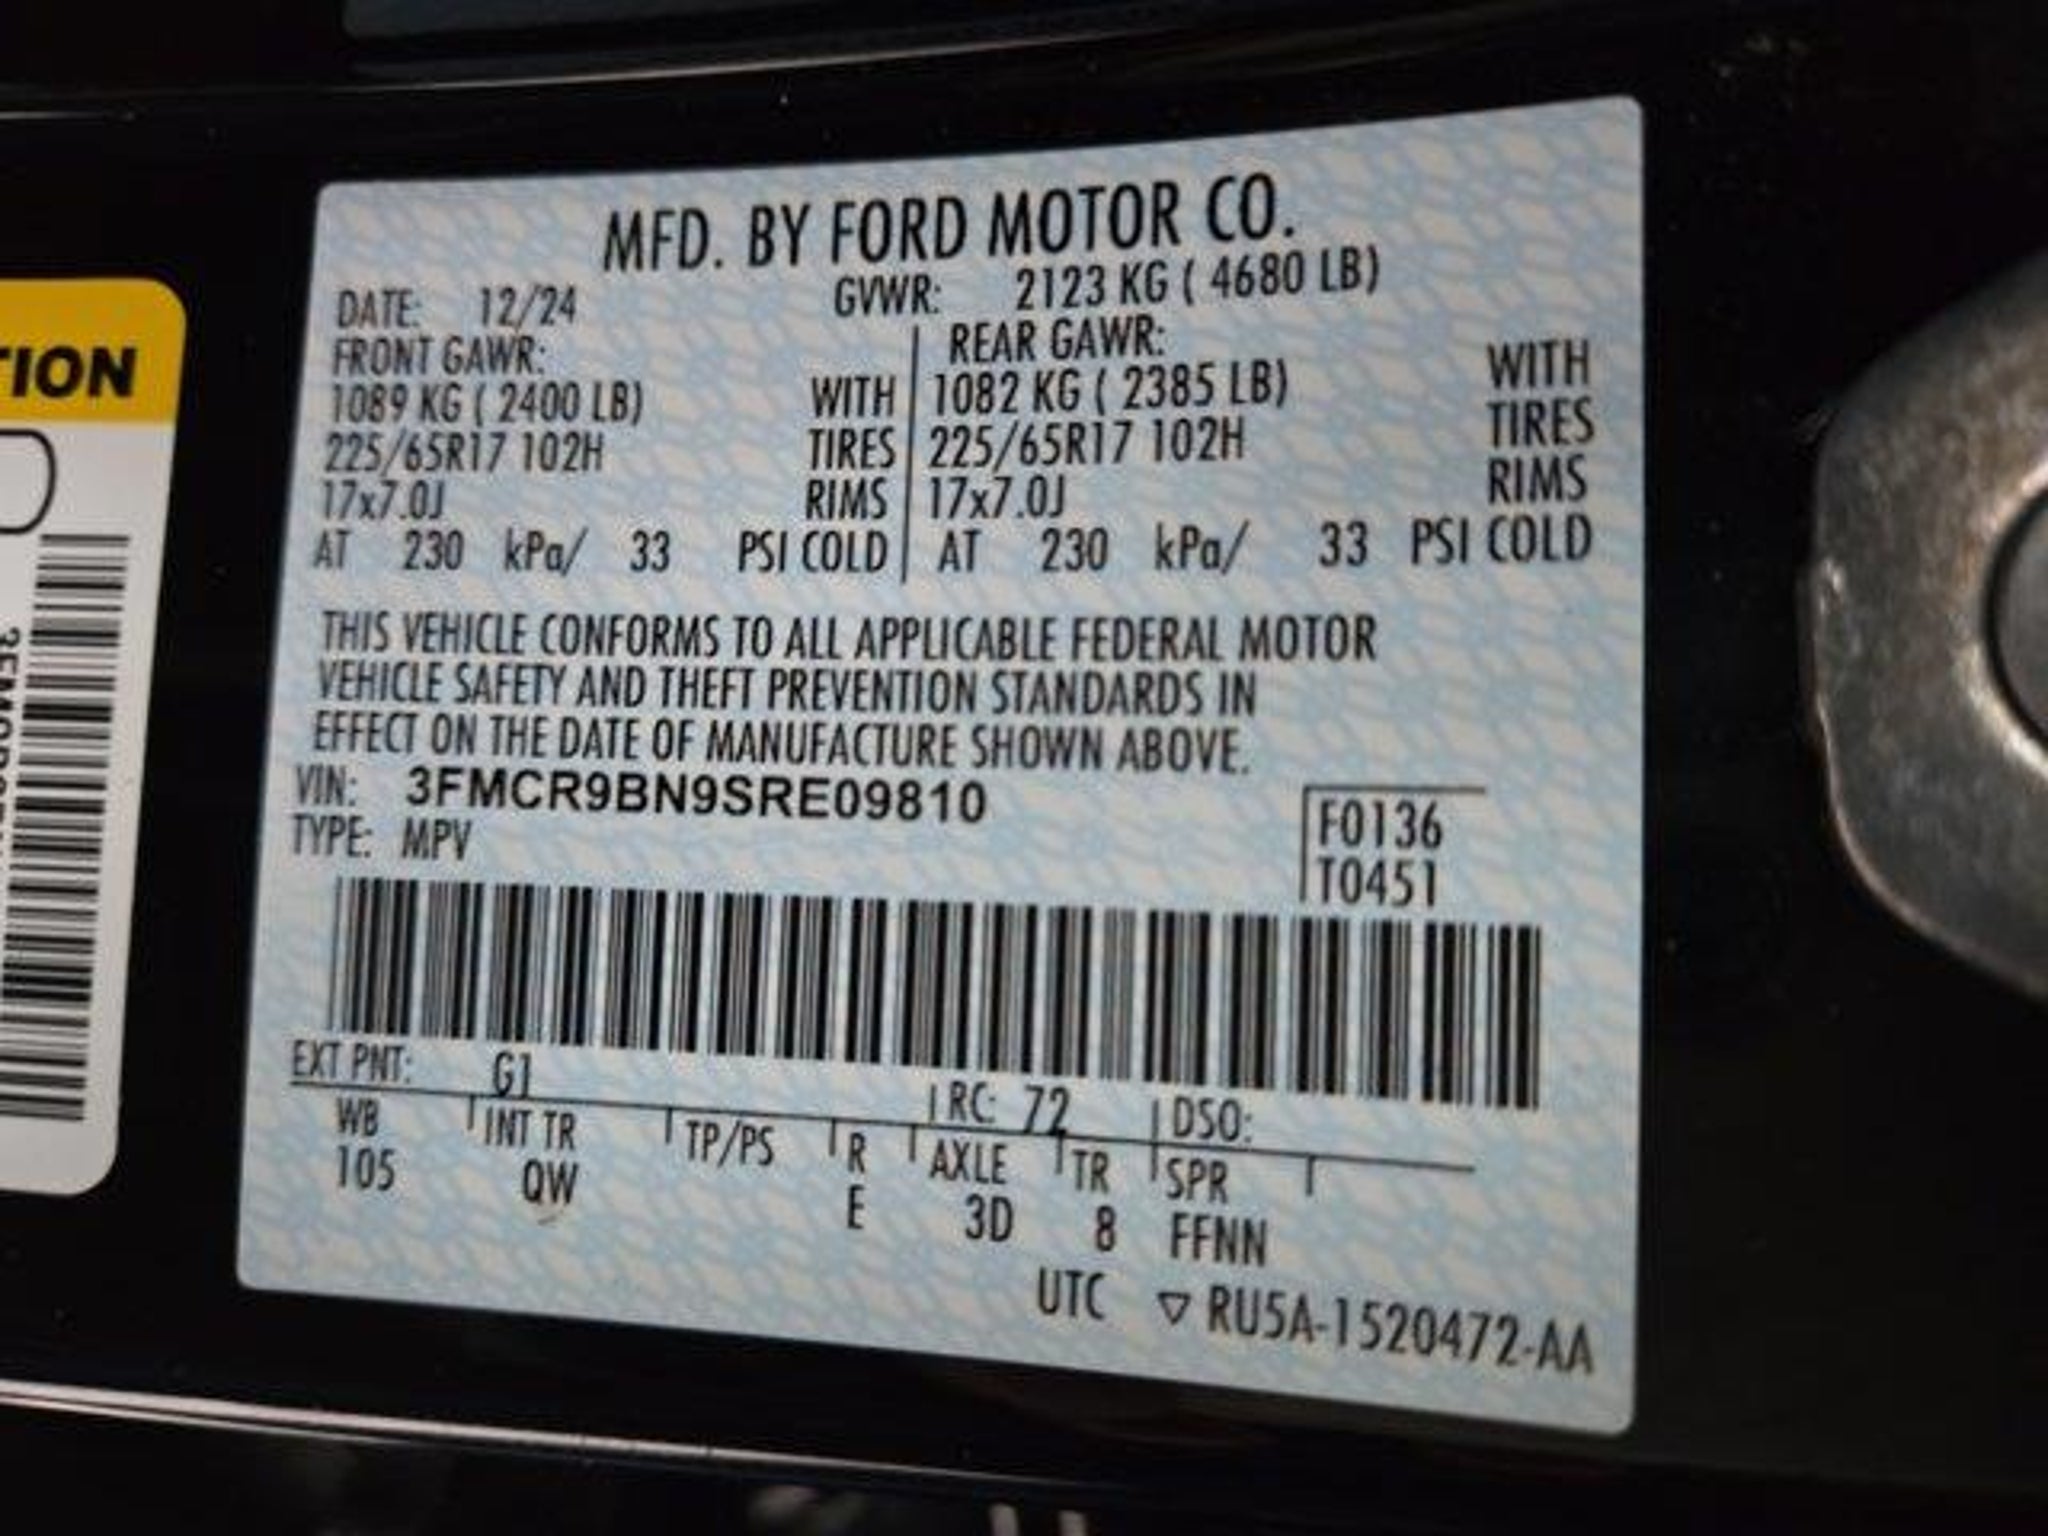 TION
MFD. BY FORD MOTOR CO.
DATE: 12/24 GVWR: 2123 KG ( 4680 LB)
FRONT GAWR: REAR GAWR:
1089 KG ( 2400 LB) WITH 1082 KG ( 2385 LB) WITH
225/65R17 102H TIRES 225/65R17 102H TIRES
17x7.0J RIMS 17x7.0J RIMS
AT 230 kPa/ 33 PSI COLD AT 230 kPa/ 33 PSI COLD
THIS VEHICLE CONFORMS TO ALL APPLICABLE FEDERAL MOTOR
VEHICLE SAFETY AND THEFT PREVENTION STANDARDS IN
EFFECT ON THE DATE OF MANUFACTURE SHOWN ABOVE.
VIN: 3FMCR9BN9SRE09810 F0136
TYPE: MPV T0451
EXT PNT: G1 RC: 72 DSO:
WB INT TR TP/PS R AXLE TR SPR
105 QW E 3D 8 FFNN
UTC ▽ RU5A-1520472-AA